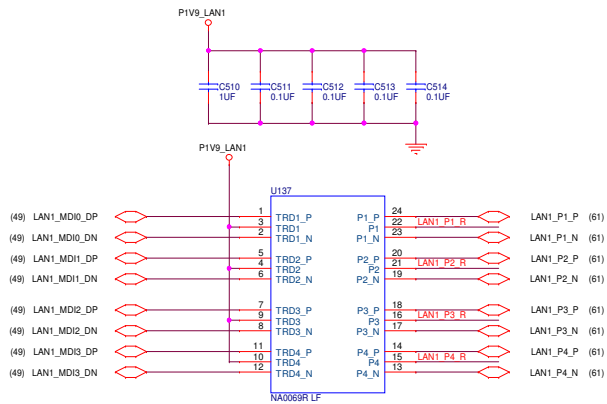 P1V9_LAN1
C510 C511 C512 C513 C514
1UF 0.1UF 0.1UF 0.1UF 0.1UF
P1V9_LAN1
U137
(49) LAN1_MDI0_DP 1 TRD1_P P1_P 24 LAN1_P1_P (61)
3 TRD1 P1 22 LAN1_P1_R
(49) LAN1_MDI0_DN 2 TRD1_N P1_N 23 LAN1_P1_N (61)
(49) LAN1_MDI1_DP 5 TRD2_P P2_P 20 LAN1_P2_P (61)
4 TRD2 P2 21 LAN1_P2_R
(49) LAN1_MDI1_DN 6 TRD2_N P2_N 19 LAN1_P2_N (61)
(49) LAN1_MDI2_DP 7 TRD3_P P3_P 18 LAN1_P3_P (61)
9 TRD3 P3 16 LAN1_P3_R
(49) LAN1_MDI2_DN 8 TRD3_N P3_N 17 LAN1_P3_N (61)
(49) LAN1_MDI3_DP 11 TRD4_P P4_P 14 LAN1_P4_P (61)
10 TRD4 P4 15 LAN1_P4_R
(49) LAN1_MDI3_DN 12 TRD4_N P4_N 13 LAN1_P4_N (61)
NA0069R LF